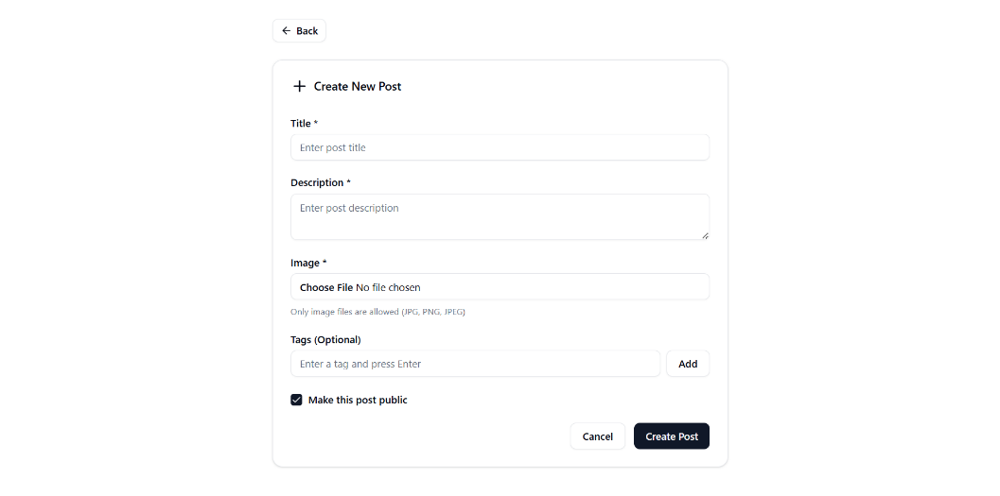 Back
Create New Post
Title *
Enter post title
Description *
Enter post description
Image *
Choose File No file chosen
Only image files are allowed (JPG, PNG, JPEG)
Tags (Optional)
Enter a tag and press Enter
Add
Make this post public
Cancel
Create Post